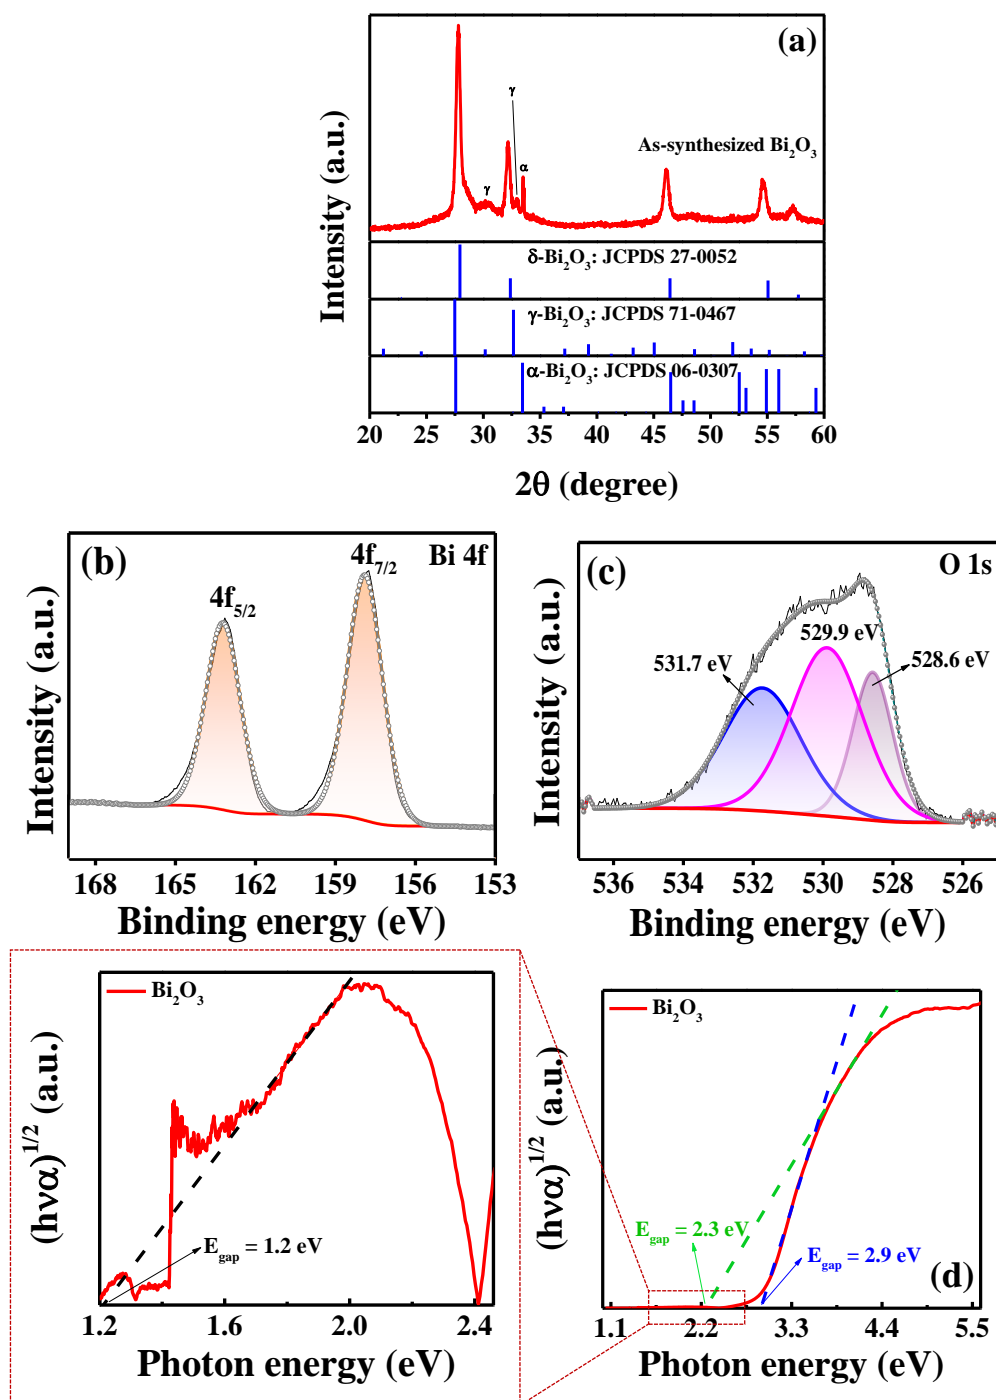 (a)
Intensity (a.u.)
γ
γ
α
As-synthesized Bi₂O₃
δ-Bi₂O₃: JCPDS 27-0052
γ-Bi₂O₃: JCPDS 71-0467
α-Bi₂O₃: JCPDS 06-0307
20 25 30 35 40 45 50 55 60
2θ (degree)
(b)
Bi 4f
4f₇/₂
4f₅/₂
Intensity (a.u.)
168 165 162 159 156 153
Binding energy (eV)
(c)
O 1s
529.9 eV
531.7 eV
528.6 eV
Intensity (a.u.)
536 534 532 530 528 526
Binding energy (eV)
Bi₂O₃
(hνα)^1/2 (a.u.)
E_gap = 1.2 eV
1.2 1.6 2.0 2.4
Photon energy (eV)
Bi₂O₃
(hνα)^1/2 (a.u.)
E_gap = 2.3 eV
E_gap = 2.9 eV
(d)
1.1 2.2 3.3 4.4 5.5
Photon energy (eV)